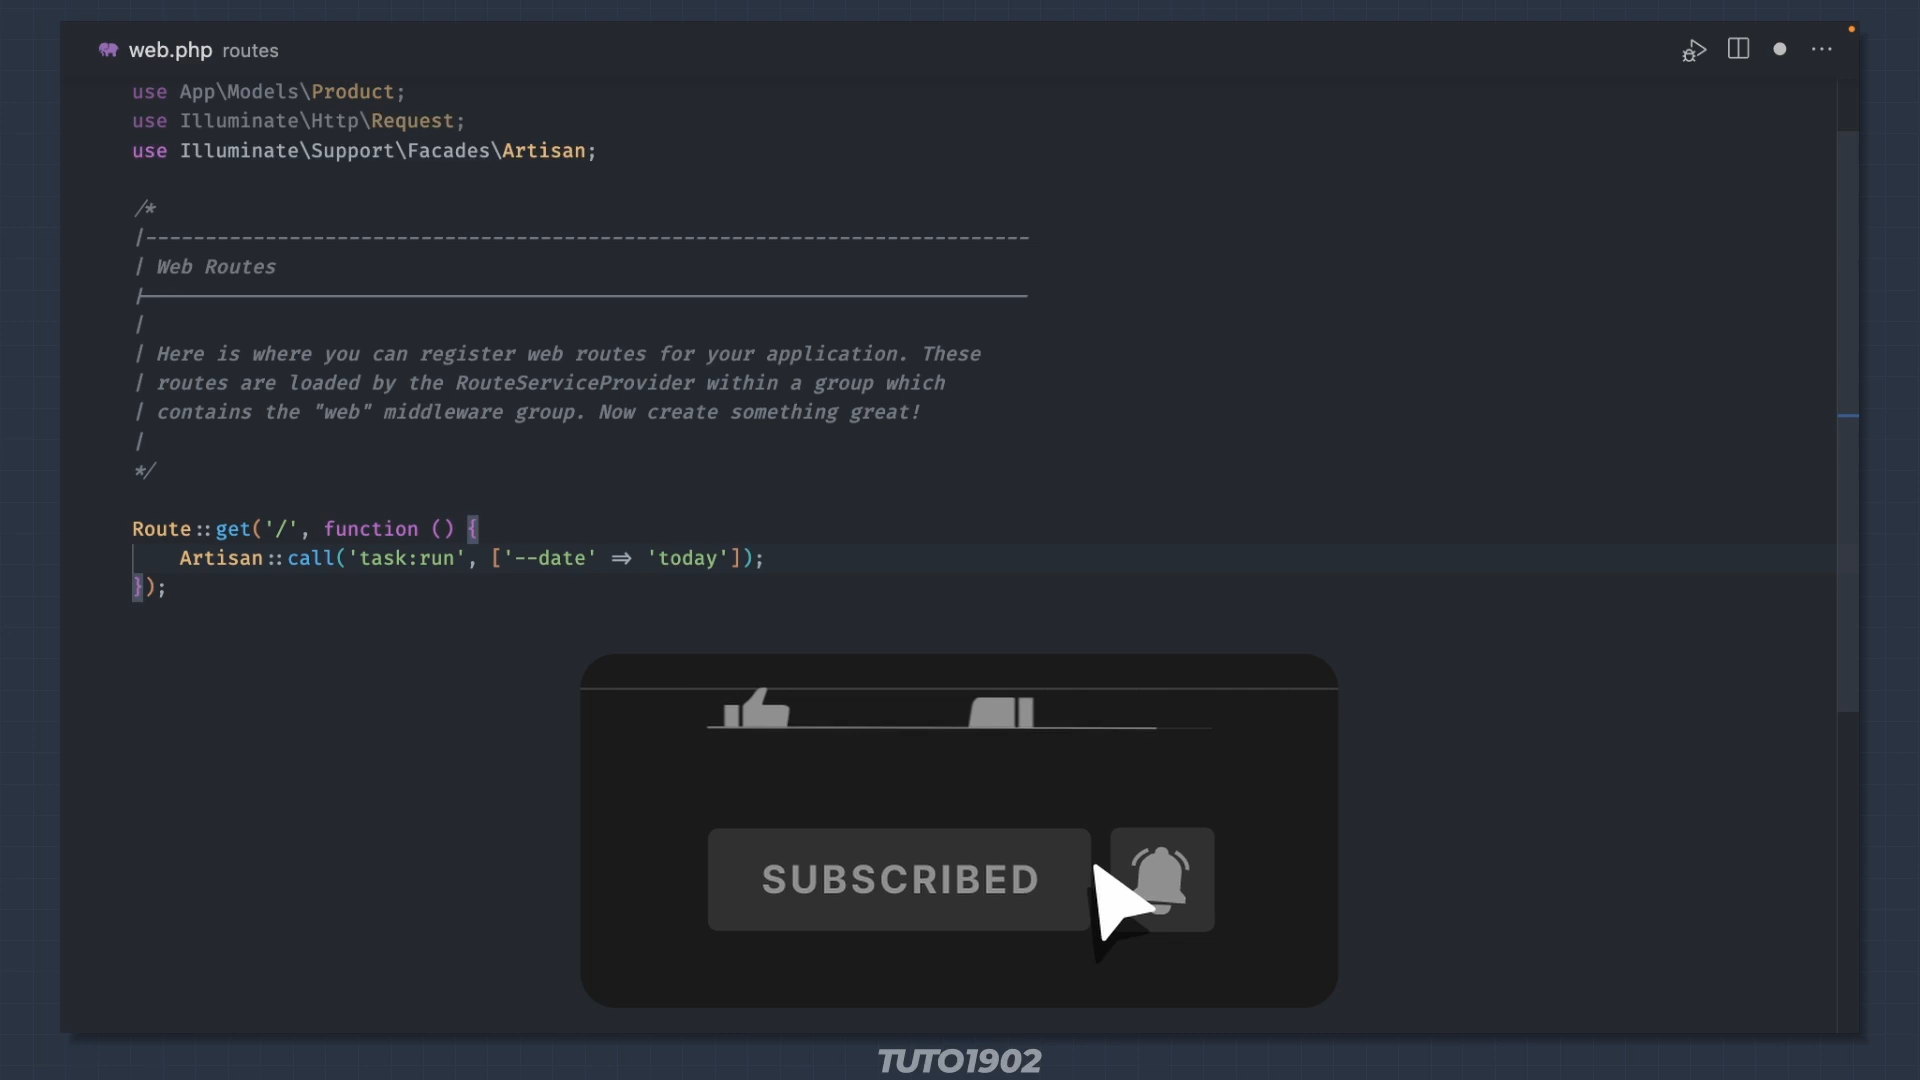 web.php routes
use App\Models\Product;
use Illuminate\Http\Request;
use Illuminate\Support\Facades\Artisan;
/*
|--------------------------------------------------------------------------
| Web Routes
|--------------------------------------------------------------------------
|
| Here is where you can register web routes for your application. These
| routes are loaded by the RouteServiceProvider within a group which
| contains the "web" middleware group. Now create something great!
|
*/
Route::get('/', function () {
    Artisan::call('task:run', ['--date' => 'today']);
});
SUBSCRIBED
TUTO1902